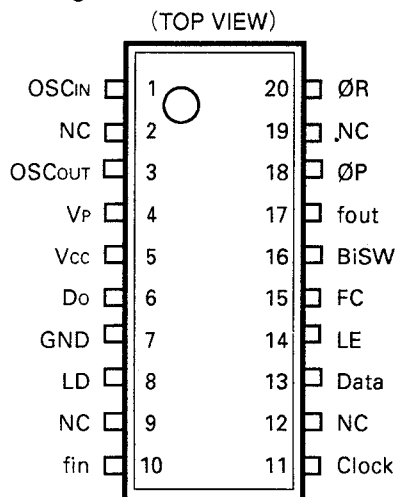 (TOP VIEW)
OSCIN 1 20 ØR
NC 2 19 NC
OSCOUT 3 18 ØP
VP 4 17 fout
VCC 5 16 BiSW
Do 6 15 FC
GND 7 14 LE
LD 8 13 Data
NC 9 12 NC
fin 10 11 Clock